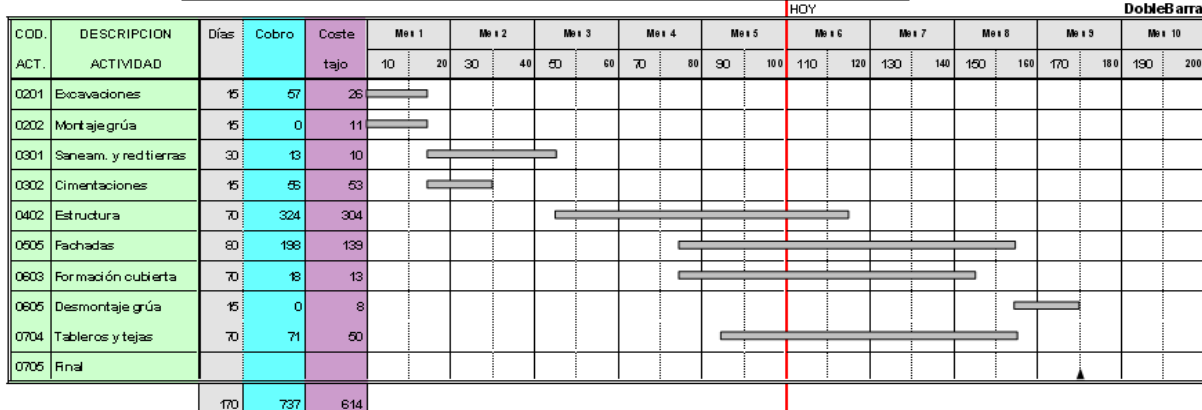 HOY DobleBarra
COD. DESCRIPCION Días Cobro Coste Mes 1 Mes 2 Mes 3 Mes 4 Mes 5 Mes 6 Mes 7 Mes 8 Mes 9 Mes 10
ACT. ACTIVIDAD tajo 10 20 30 40 50 60 70 80 90 100 110 120 130 140 150 160 170 180 190 200
0201 Excavaciones 15 57 26
0202 Montaje grúa 15 0 11
0301 Saneam. y red tierras 30 13 10
0302 Cimentaciones 15 56 53
0402 Estructura 70 324 304
0505 Fachadas 80 198 139
0603 Formación cubierta 70 18 13
0605 Desmontaje grúa 15 0 8
0704 Tableros y tejas 70 71 50
0705 Final
170 737 614